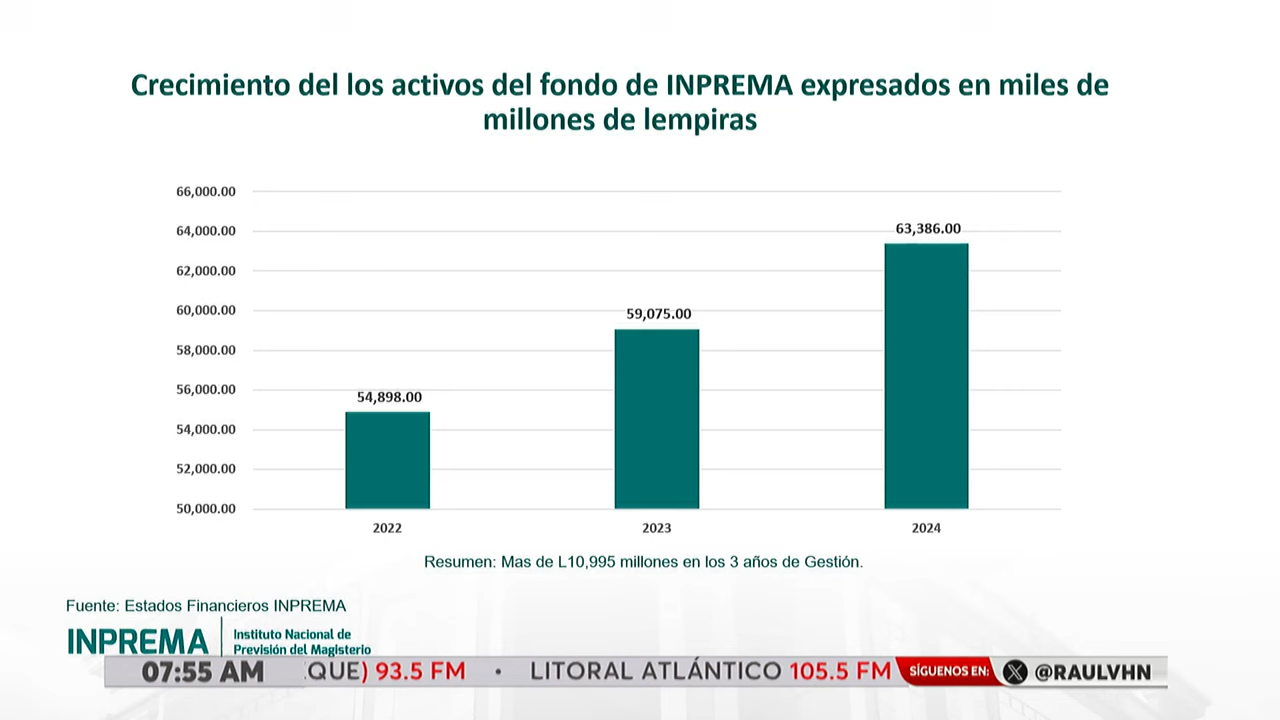 Crecimiento del los activos del fondo de INPREMA expresados en miles de
millones de lempiras
66,000.00
64,000.00
62,000.00
60,000.00
58,000.00
56,000.00
54,000.00
52,000.00
50,000.00
54,898.00
59,075.00
63,386.00
2022
2023
2024
Resumen: Mas de L10,995 millones en los 3 años de Gestión.
Fuente: Estados Financieros INPREMA
INPREMA
Instituto Nacional de
Previsión del Magisterio
07:55 AM
QUE) 93.5 FM • LITORAL ATLÁNTICO 105.5 FM
SÍGUENOS EN:
X @RAULVHN